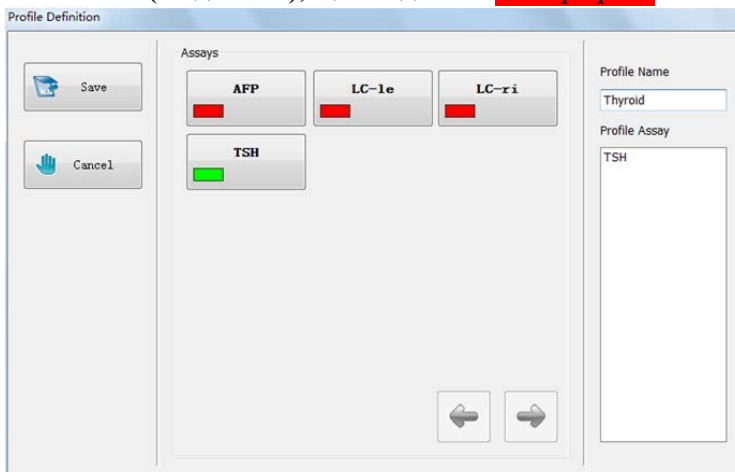 Profile Definition
Assays
Save
Cancel
AFP
LC-le
LC-ri
TSH
Profile Name
Thyroid
Profile Assay
TSH